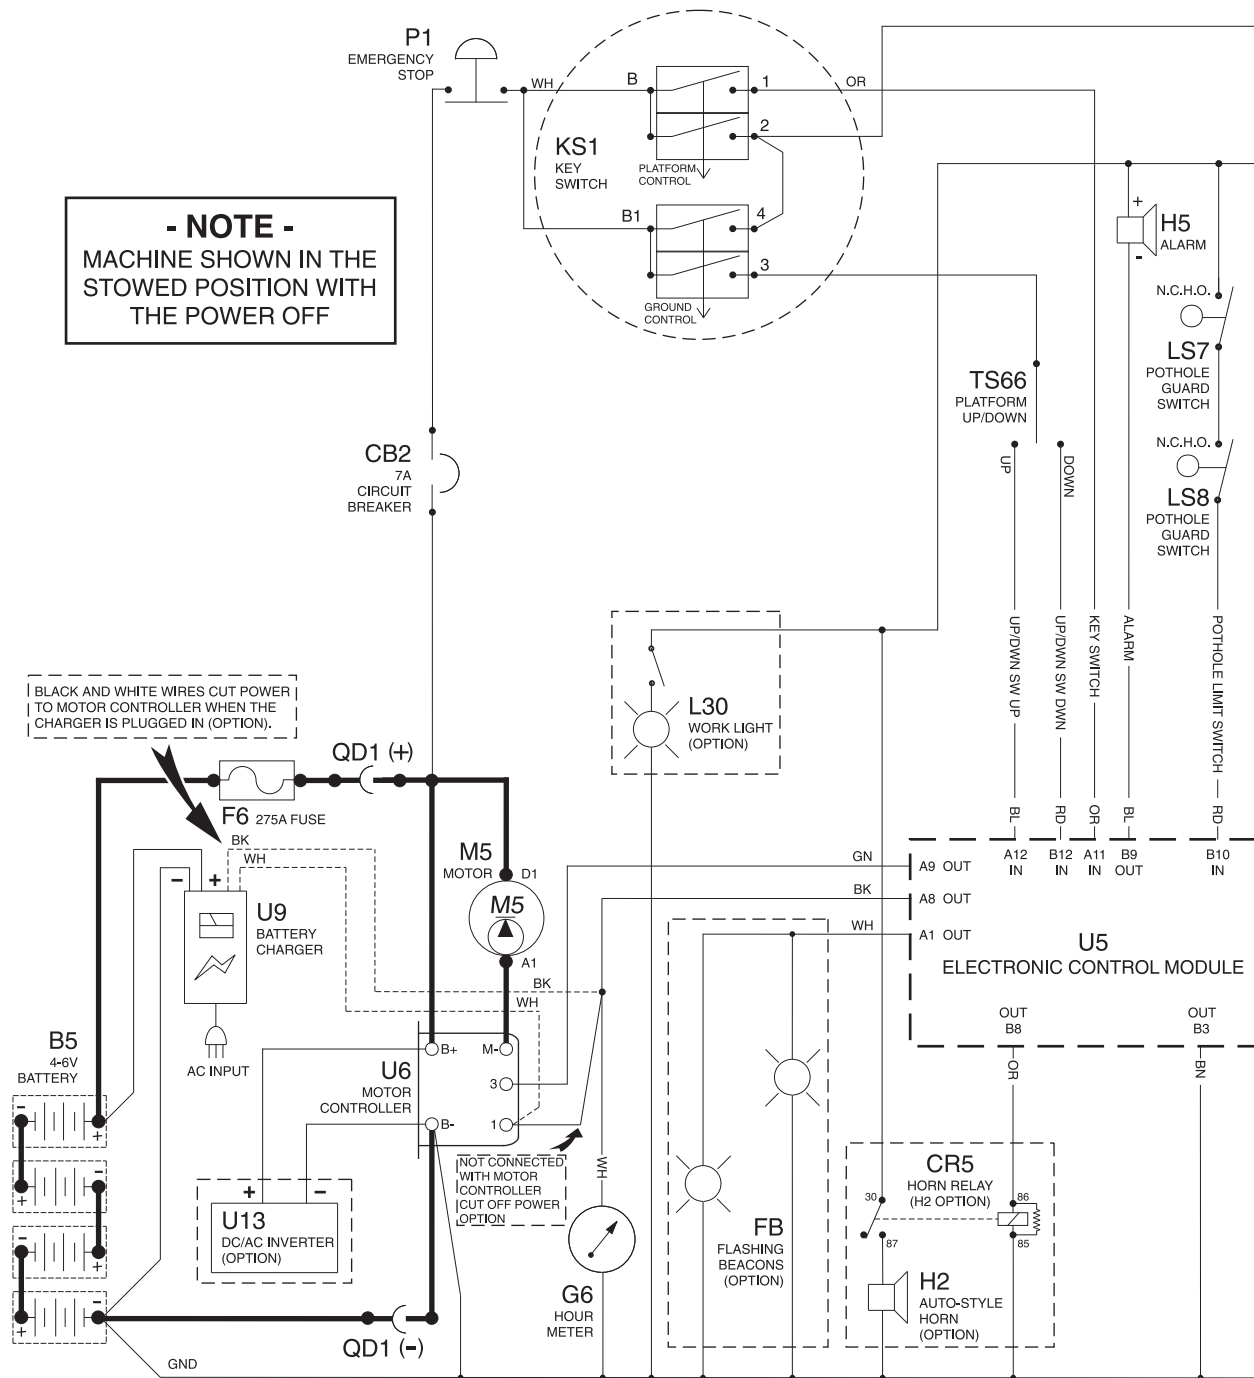 P1
EMERGENCY
STOP
WH
B
1
OR
2
KS1
KEY
SWITCH
PLATFORM
CONTROL
B1
4
3
GROUND
CONTROL
- NOTE -
MACHINE SHOWN IN THE
STOWED POSITION WITH
THE POWER OFF
+
H5
ALARM
-
N.C.H.O.
LS7
POTHOLE
GUARD
SWITCH
TS66
PLATFORM
UP/DOWN
UP
DOWN
N.C.H.O.
LS8
POTHOLE
GUARD
SWITCH
CB2
7A
CIRCUIT
BREAKER
UP/DWN SW UP
UP/DWN SW DWN
KEY SWITCH
ALARM
POTHOLE LIMIT SWITCH
BL
RD
OR
BL
RD
BLACK AND WHITE WIRES CUT POWER
TO MOTOR CONTROLLER WHEN THE
CHARGER IS PLUGGED IN (OPTION).
L30
WORK LIGHT
(OPTION)
QD1 (+)
F6 275A FUSE
BK
WH
- +
U9
BATTERY
CHARGER
AC INPUT
M5
MOTOR
D1
M5
A1
BK
WH
GN
BK
WH
A9 OUT
A8 OUT
A1 OUT
A12
IN
B12
IN
A11
IN
B9
OUT
B10
IN
U5
ELECTRONIC CONTROL MODULE
OUT
B8
OUT
B3
OR
BN
B5
4-6V
BATTERY
-
+
-
+
-
+
-
+
U6
MOTOR
CONTROLLER
B+
M-
3
B-
1
NOT CONNECTED
WITH MOTOR
CONTROLLER
CUT OFF POWER
OPTION
WH
+ -
U13
DC/AC INVERTER
(OPTION)
G6
HOUR
METER
FB
FLASHING
BEACONS
(OPTION)
CR5
HORN RELAY
(H2 OPTION)
30
87
86
85
H2
AUTO-STYLE
HORN
(OPTION)
QD1 (-)
GND